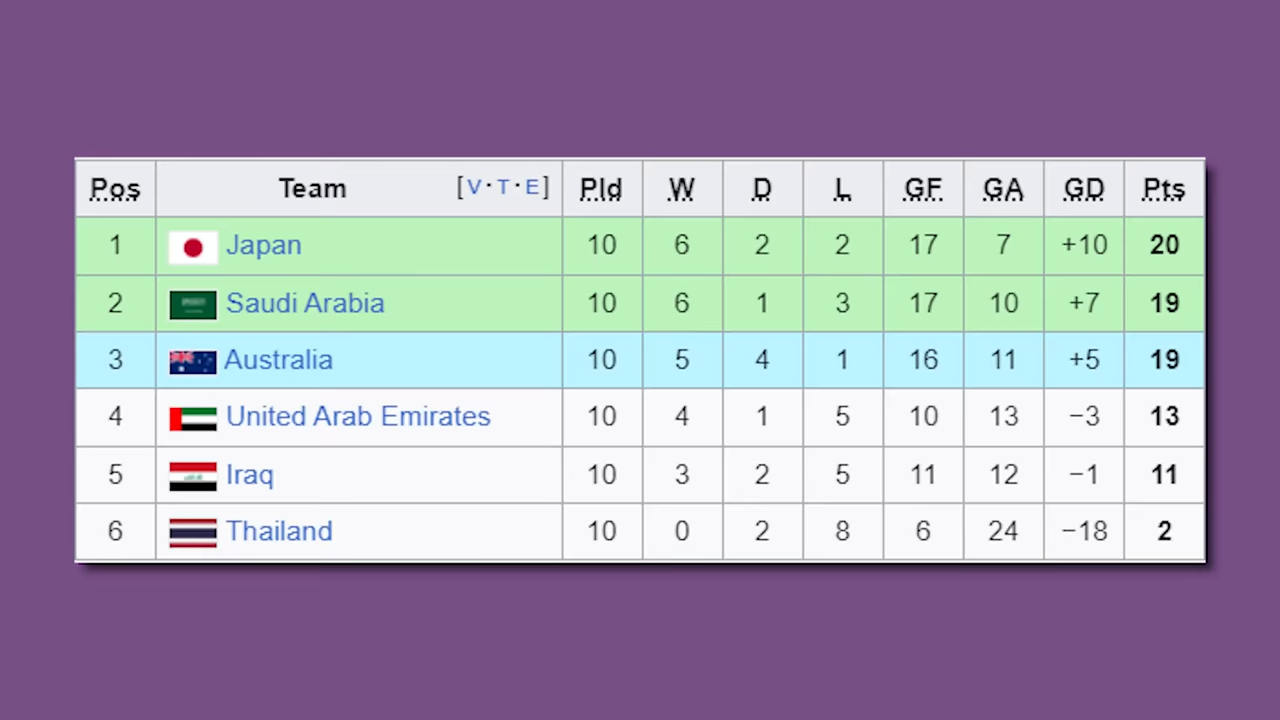 Pos Team [V·T·E] Pld W D L GF GA GD Pts
1 Japan 10 6 2 2 17 7 +10 20
2 Saudi Arabia 10 6 1 3 17 10 +7 19
3 Australia 10 5 4 1 16 11 +5 19
4 United Arab Emirates 10 4 1 5 10 13 −3 13
5 Iraq 10 3 2 5 11 12 −1 11
6 Thailand 10 0 2 8 6 24 −18 2